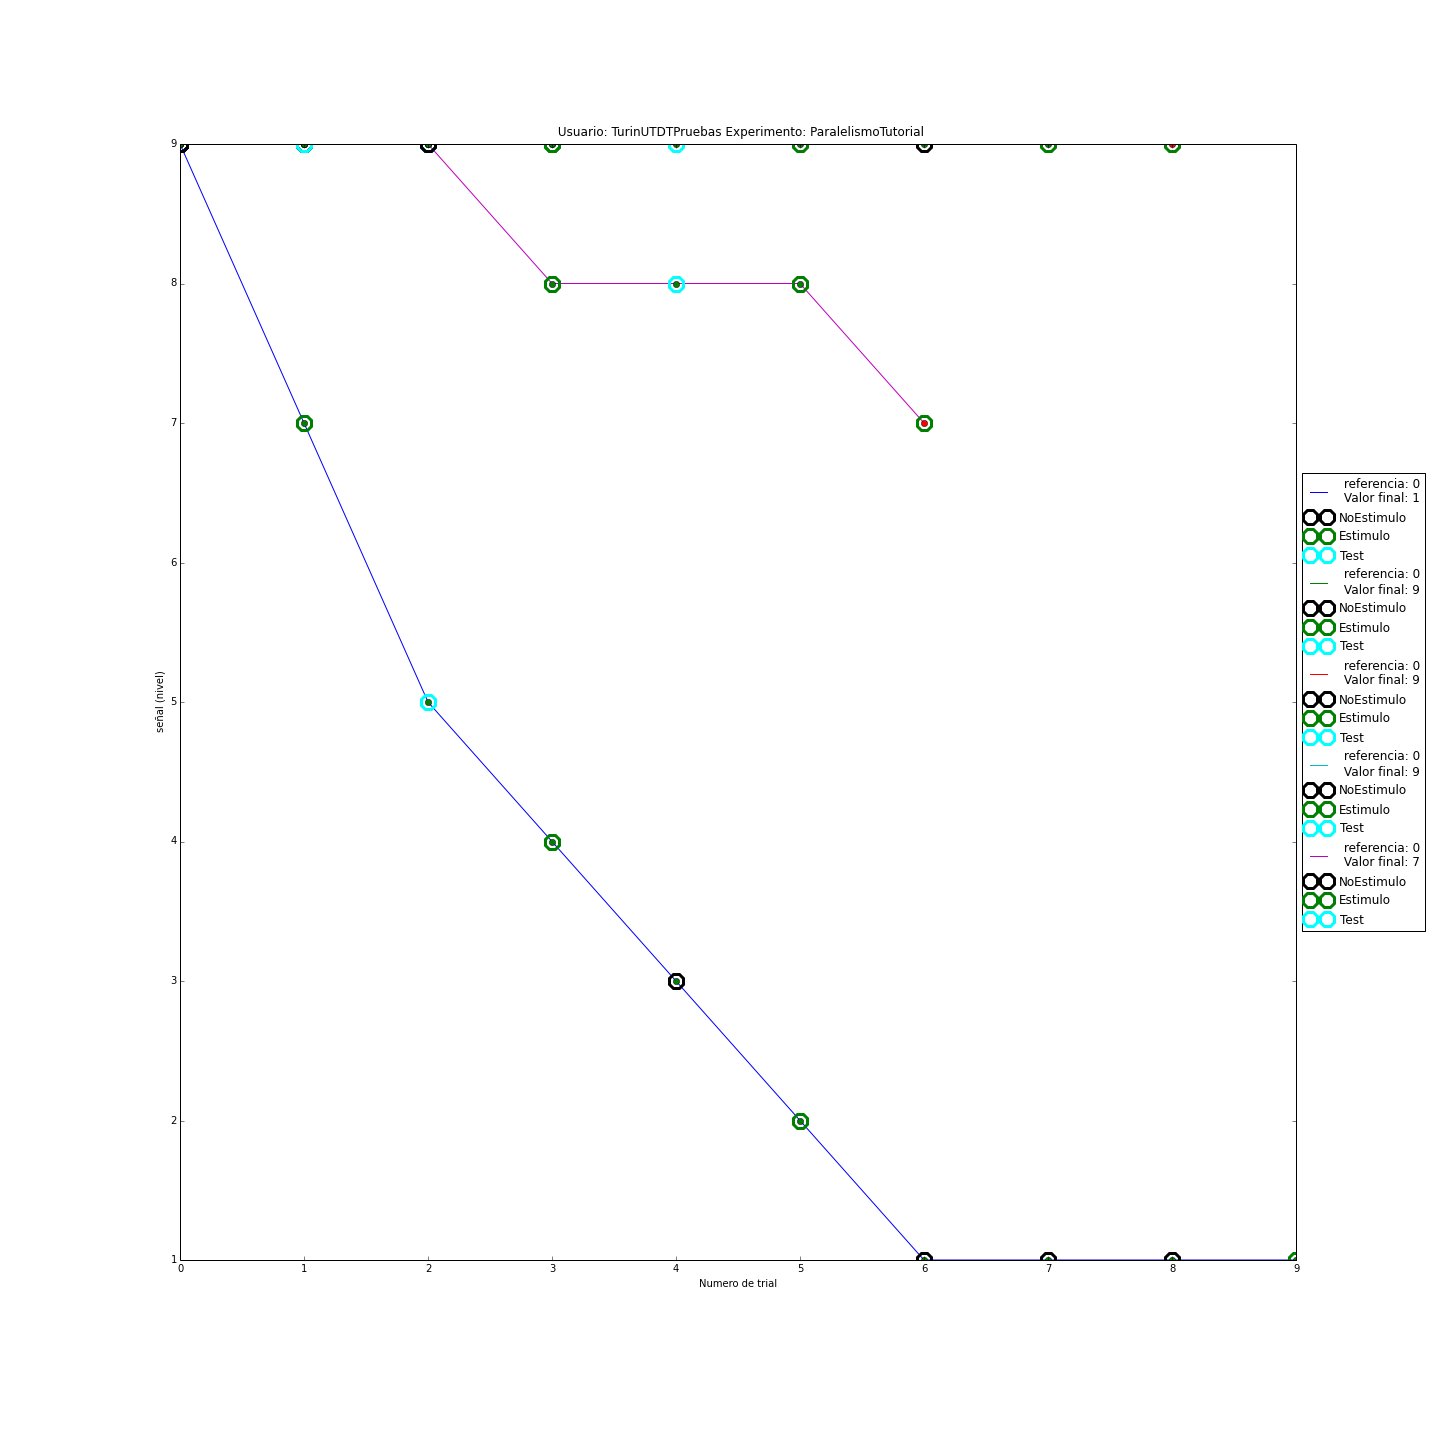 Usuario: TurinUTDTPruebas Experimento: ParalelismoTutorial
9
8
7
6
5
4
3
2
1
señal (nivel)
0 1 2 3 4 5 6 7 8 9
Numero de trial
referencia: 0
Valor final: 1
NoEstimulo
Estimulo
Test
referencia: 0
Valor final: 9
NoEstimulo
Estimulo
Test
referencia: 0
Valor final: 9
NoEstimulo
Estimulo
Test
referencia: 0
Valor final: 9
NoEstimulo
Estimulo
Test
referencia: 0
Valor final: 7
NoEstimulo
Estimulo
Test